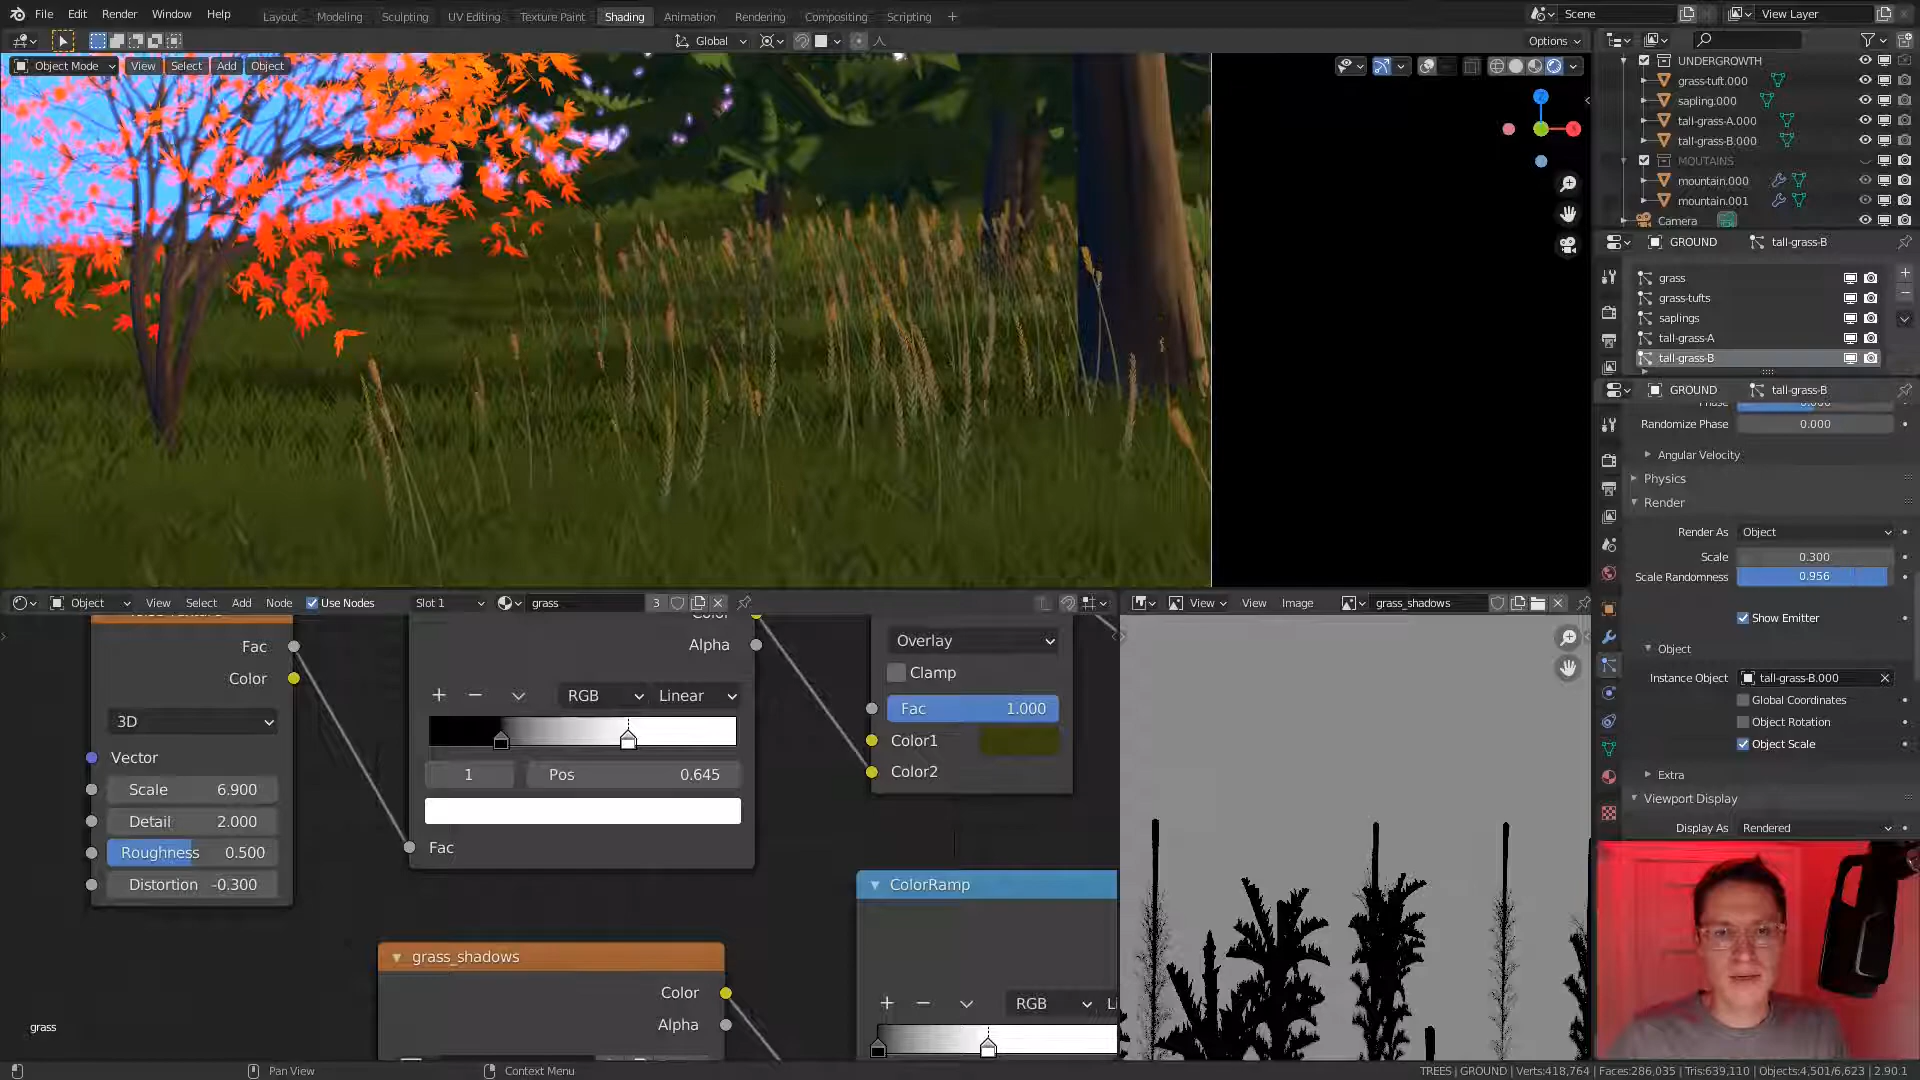 File Edit Render Window Help Layout Modeling Sculpting UV Editing Texture Paint Shading Animation Rendering Compositing Scripting + Scene View Layer
Global Options
Object Mode View Select Add Object
UNDERGROWTH
grass-tuft.000
sapling.000
tall-grass-A.000
tall-grass-B.000
MOUTAINS
mountain.000
mountain.001
Camera
GROUND tall-grass-B
grass
grass-tufts
saplings
tall-grass-A
tall-grass-B
GROUND tall-grass-B
Randomize Phase 0.000
Angular Velocity
Physics
Render
Render As Object
Scale 0.300
Scale Randomness 0.956
Show Emitter
Object
Instance Object tall-grass-B.000
Global Coordinates
Object Rotation
Object Scale
Extra
Viewport Display
Display As Rendered
Object View Select Add Node Use Nodes Slot 1 grass 3
View View Image grass_shadows
Fac
Color
3D
Vector
Scale 6.900
Detail 2.000
Roughness 0.500
Distortion -0.300
Alpha
RGB Linear
1 Pos 0.645
Fac
Overlay
Clamp
Fac 1.000
Color1
Color2
ColorRamp
RGB
grass_shadows
Color
Alpha
grass
Pan View Context Menu TREES | GROUND | Verts:418,764 | Faces:286,035 | Tris:639,110 | Objects:4,501/6,623 | 2.90.1